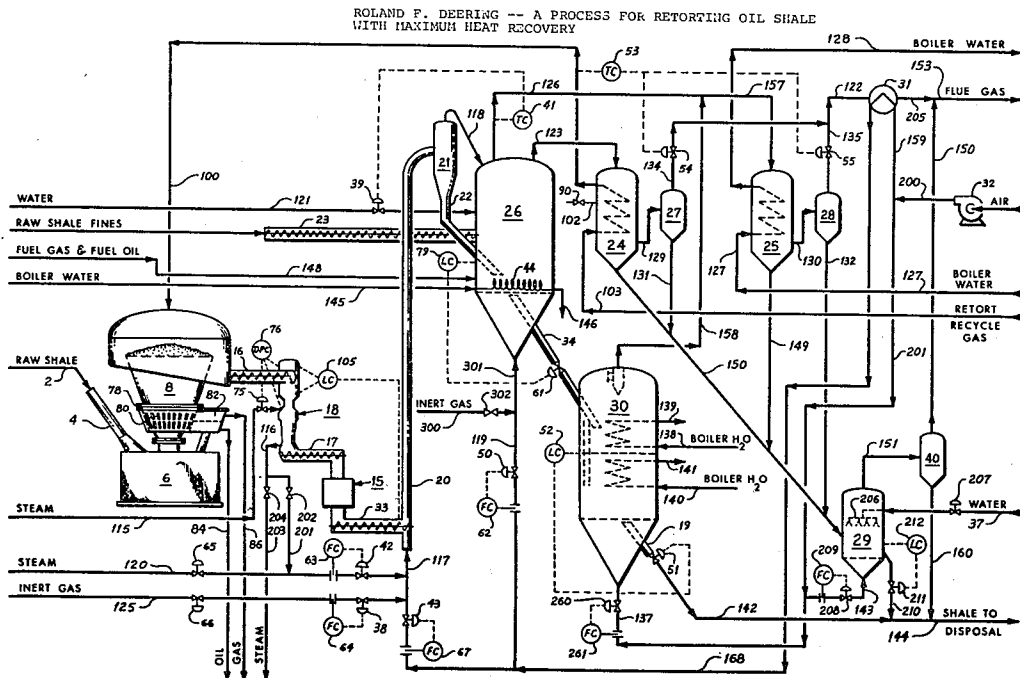 ROLAND F. DEERING -- A PROCESS FOR RETORTING OIL SHALE
WITH MAXIMUM HEAT RECOVERY
53
128
BOILER WATER
153
TC
126
157
122
31
FLUE GAS
205
41
TC
118
123
135
159
150
21
134
54
55
100
39
22
26
90
102
200
32
AIR
WATER
121
23
RAW SHALE FINES
27
28
24
25
79
LC
44
129
130
132
FUEL GAS & FUEL OIL
148
131
127
127
BOILER
WATER
BOILER WATER
145
103
146
RETORT
RECYCLE
GAS
34
158
76
DPC
105
LC
16
301
150
149
201
RAW SHALE
2
8
82
75
302
61
78
80
18
INERT GAS
300
30
139
4
116
119
138
BOILER H2O
52
LC
141
151
40
17
50
6
15
20
140
BOILER H2O
206
207
WATER
37
STEAM
115
204
202
33
FC
62
19
29
212
LC
84
86
203
201
65
63
FC
42
117
51
209
FC
160
STEAM
120
260
208
143
211
210
INERT GAS
125
43
137
142
SHALE TO
DISPOSAL
144
66
FC
64
38
FC
67
FC
261
168
OIL
GAS
STEAM